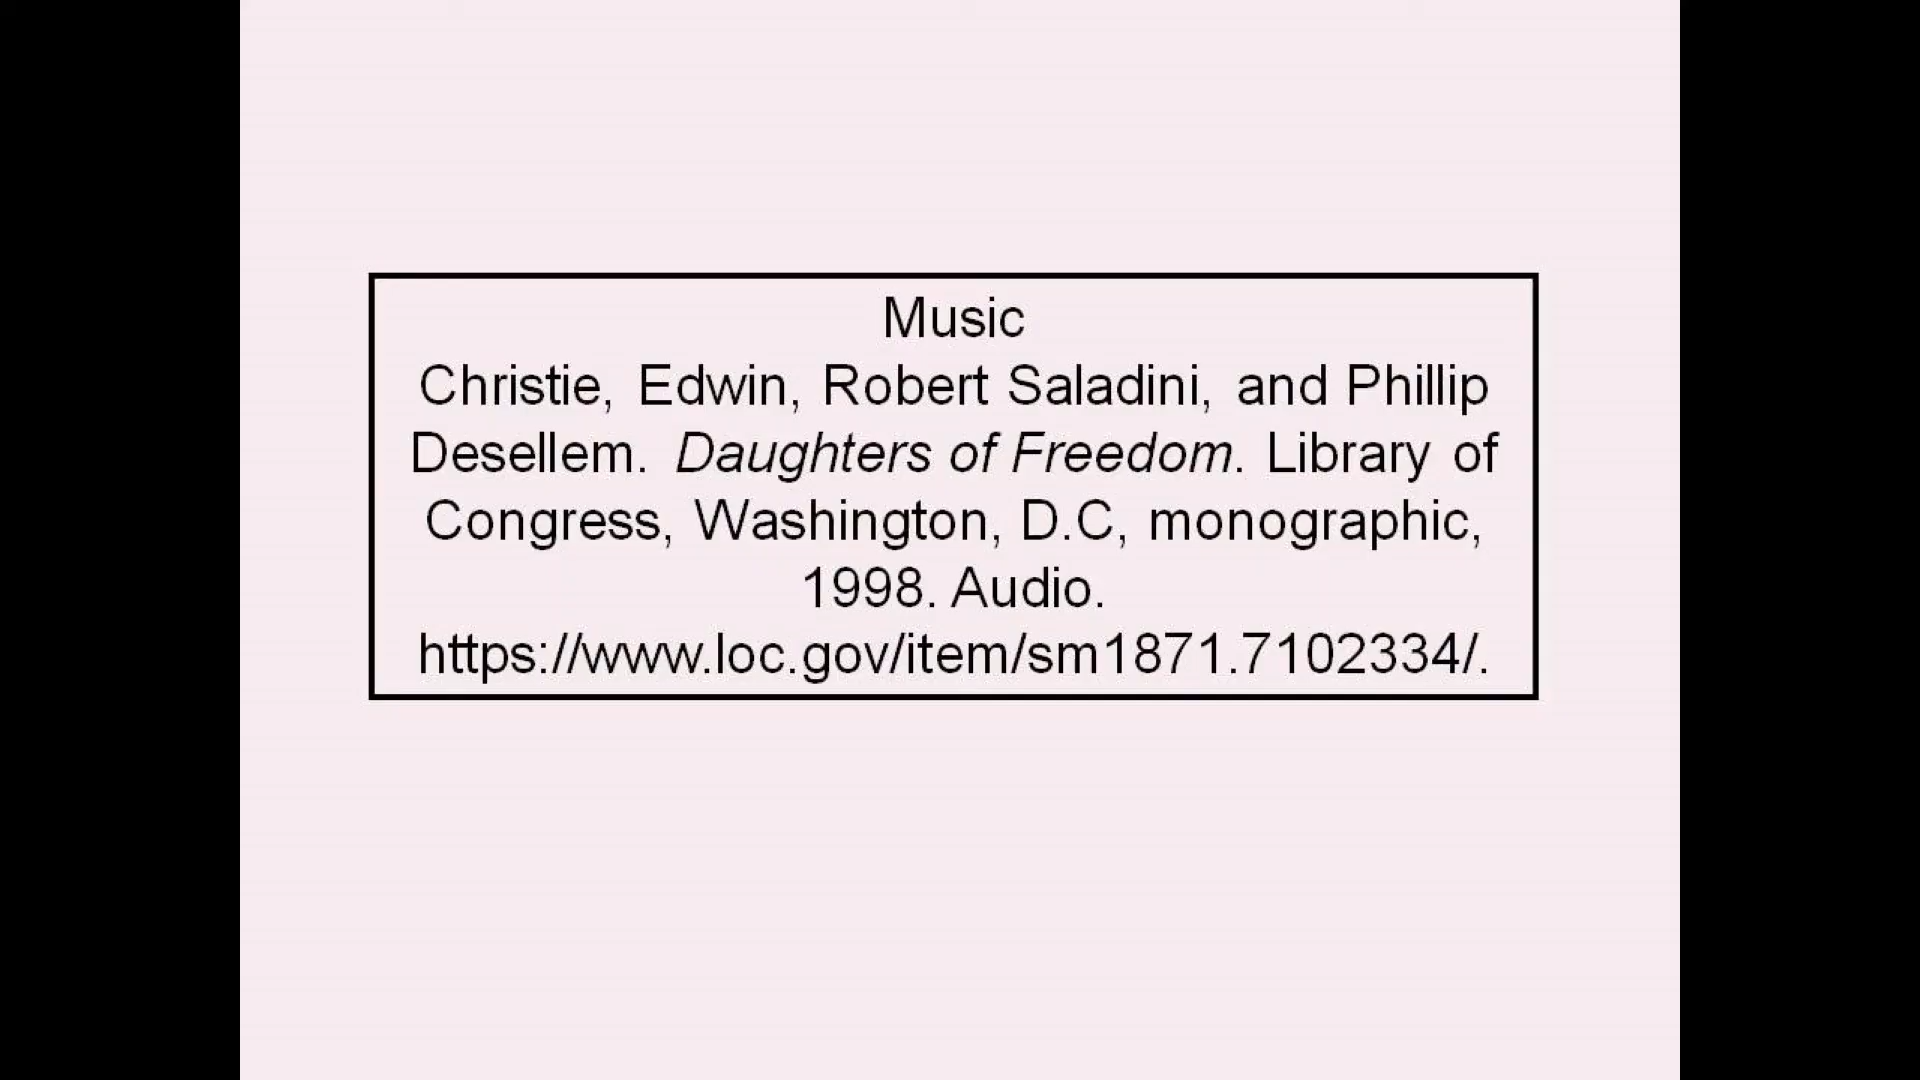 Music
Christie, Edwin, Robert Saladini, and Phillip
Desellem. Daughters of Freedom. Library of
Congress, Washington, D.C, monographic,
1998. Audio.
https://www.loc.gov/item/sm1871.7102334/.